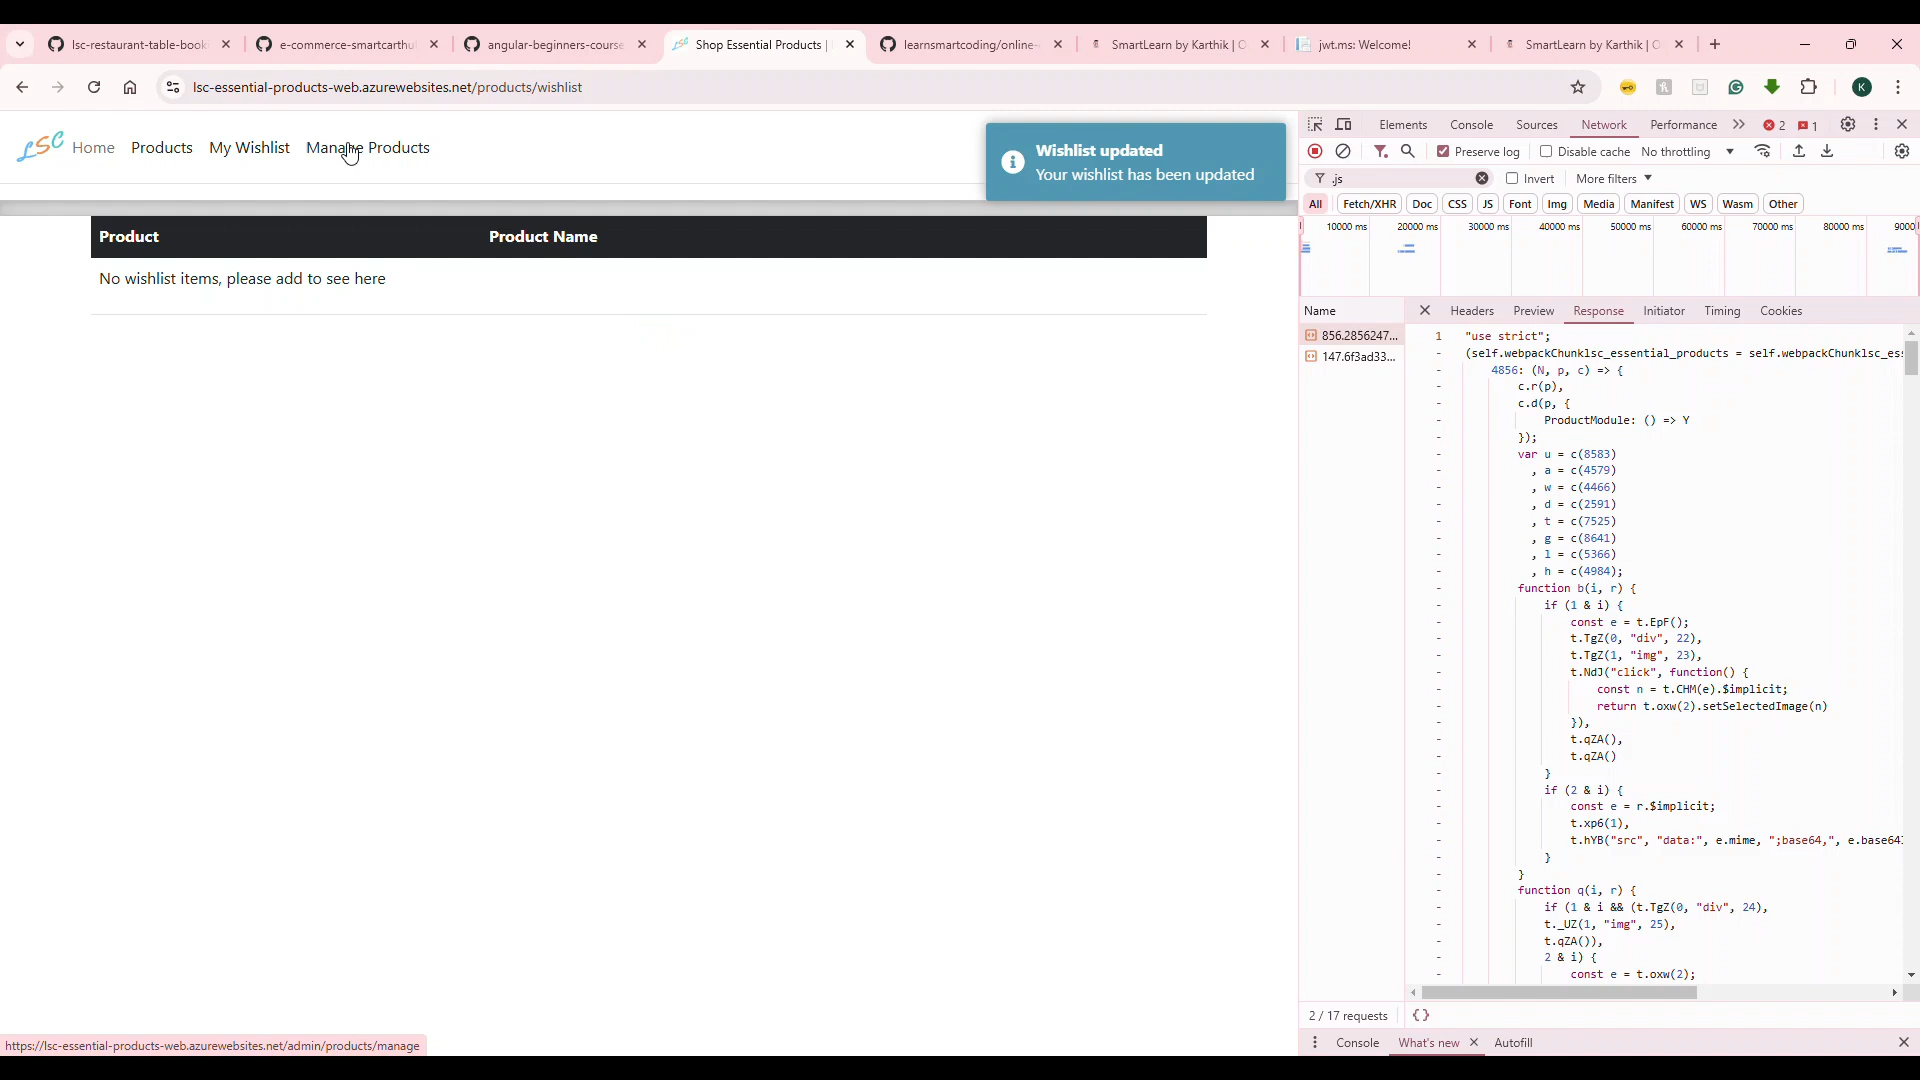 lsc-restaurant-table-book
e-commerce-smartcarthu
angular-beginners-course
Shop Essential Products |
learnsmartcoding/online-
SmartLearn by Karthik | O
jwt.ms: Welcome!
SmartLearn by Karthik | O
lsc-essential-products-web.azurewebsites.net/products/wishlist
K
LSC
Home
Products
My Wishlist
Manage Products
Wishlist updated
Your wishlist has been updated
Product
Product Name
No wishlist items, please add to see here
https://lsc-essential-products-web.azurewebsites.net/admin/products/manage
Elements
Console
Sources
Network
Performance
2
1
Preserve log
Disable cache
No throttling
.js
Invert
More filters
All
Fetch/XHR
Doc
CSS
JS
Font
Img
Media
Manifest
WS
Wasm
Other
10000 ms
20000 ms
30000 ms
40000 ms
50000 ms
60000 ms
70000 ms
80000 ms
9000
Name
Headers
Preview
Response
Initiator
Timing
Cookies
856.2856247...
147.6f3ad33...
1 "use strict";
- (self.webpackChunklsc_essential_products = self.webpackChunklsc_es
- 4856: (N, p, c) => {
- c.r(p),
- c.d(p, {
- ProductModule: () => Y
- });
- var u = c(8583)
- , a = c(4579)
- , w = c(4466)
- , d = c(2591)
- , t = c(7525)
- , g = c(8641)
- , l = c(5366)
- , h = c(4984);
- function b(i, r) {
- if (1 & i) {
- const e = t.EpF();
- t.TgZ(0, "div", 22),
- t.TgZ(1, "img", 23),
- t.NdJ("click", function() {
- const n = t.CHM(e).$implicit;
- return t.oxw(2).setSelectedImage(n)
- }),
- t.qZA(),
- t.qZA()
- }
- if (2 & i) {
- const e = r.$implicit;
- t.xp6(1),
- t.hYB("src", "data:", e.mime, ";base64,", e.base64
- }
- }
- function q(i, r) {
- if (1 & i && (t.TgZ(0, "div", 24),
- t._UZ(1, "img", 25),
- t.qZA()),
- 2 & i) {
- const e = t.oxw(2);
2 / 17 requests
{}
Console
What's new
Autofill